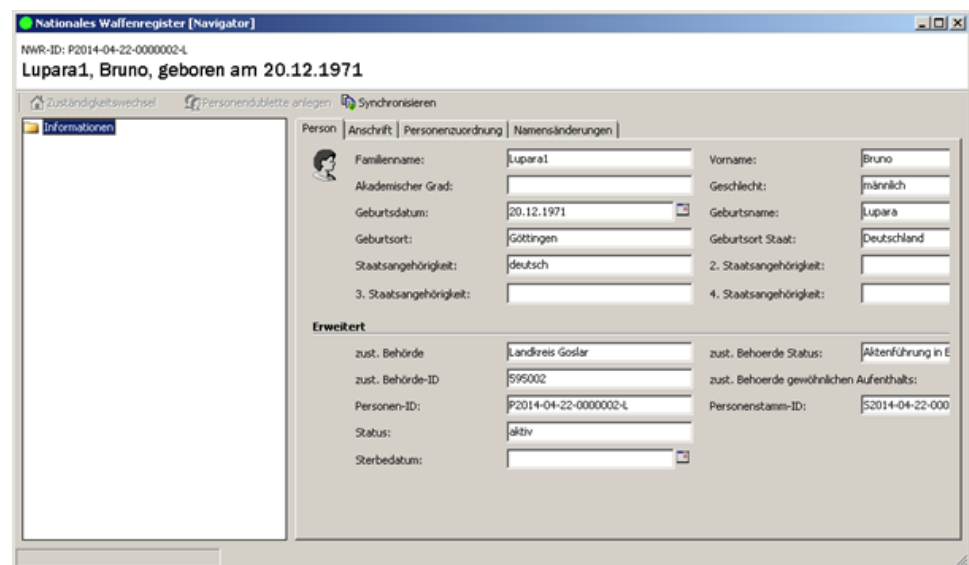 Nationales Waffenregister [Navigator]
NWR-ID: P2014-04-22-0000002-L
Lupara1, Bruno, geboren am 20.12.1971
Zuständigkeitswechsel Personendublette anlegen Synchronisieren
Informationen
Person Anschrift Personenzuordnung Namensänderungen
Familienname: Lupara1 Vorname: Bruno
Akademischer Grad: Geschlecht: männlich
Geburtsdatum: 20.12.1971 Geburtsname: Lupara
Geburtsort: Göttingen Geburtsort Staat: Deutschland
Staatsangehörigkeit: deutsch 2. Staatsangehörigkeit:
3. Staatsangehörigkeit: 4. Staatsangehörigkeit:
Erweitert
zust. Behörde Landkreis Goslar zust. Behoerde Status: Aktenführung in E
zust. Behörde-ID 595002 zust. Behoerde gewöhnlichen Aufenthalts:
Personen-ID: P2014-04-22-0000002-L Personenstamm-ID: S2014-04-22-000
Status: aktiv
Sterbedatum: